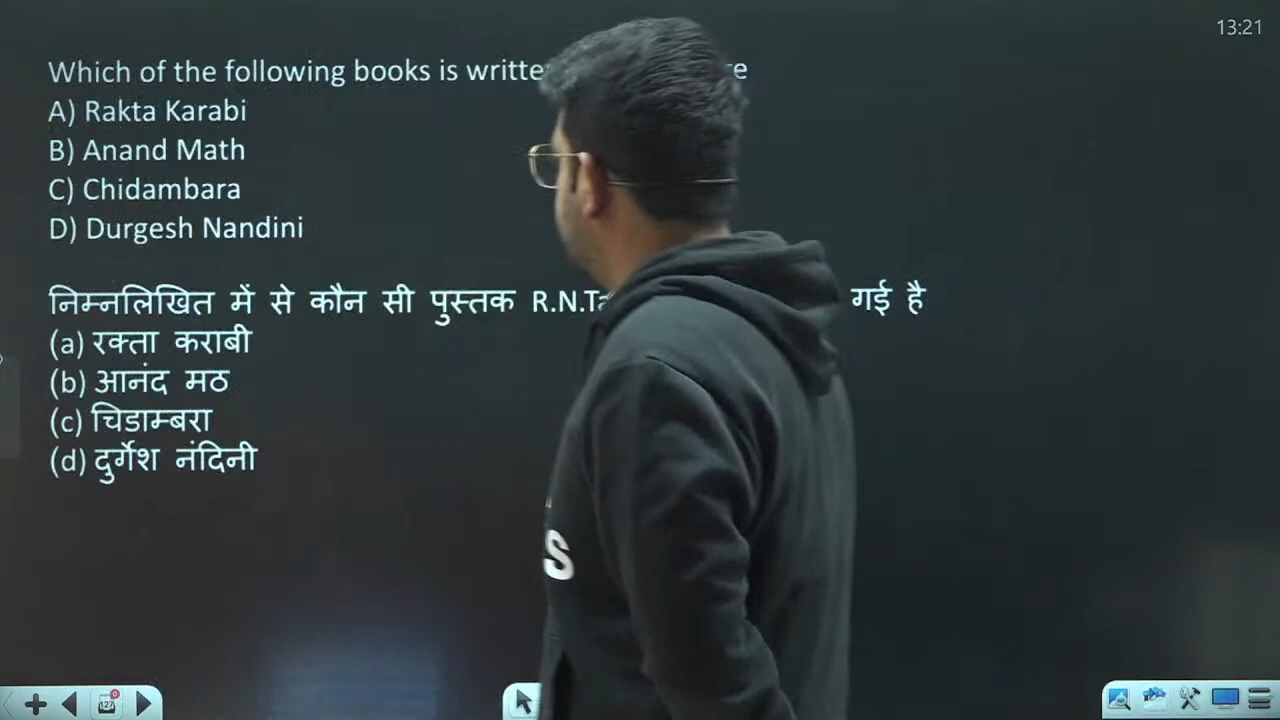 13:21
Which of the following books is writte
A) Rakta Karabi
B) Anand Math
C) Chidambara
D) Durgesh Nandini
निम्नलिखित में से कौन सी पुस्तक R.N.Ta गई है
(a) रक्ता कराबी
(b) आनंद मठ
(c) चिडाम्बरा
(d) दुर्गेश नंदिनी
S